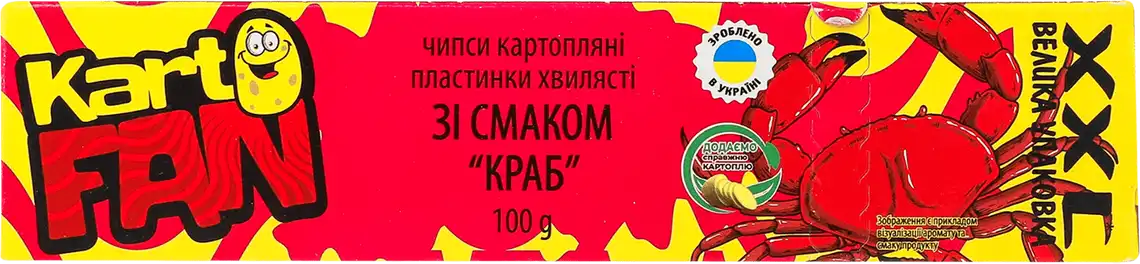 Kart
FAN
ЧИПСИ КАРТОПЛЯНІ
ПЛАСТИНКИ ХВИЛЯСТІ
ЗІ СМАКОМ
“КРАБ”
100 g
ЗРОБЛЕНО
В УКРАЇНІ
ДОДАЄМО
справжню
КАРТОПЛЮ
Зображення є прикладом
візуалізації аромату та
смаку продукту
XXL
ВЕЛИКА УПАКОВКА